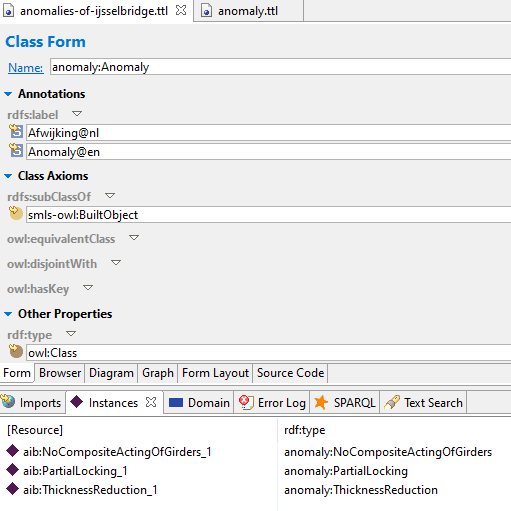 anomalies-of-ijsselbridge.ttl anomaly.ttl
Class Form
Name: anomaly:Anomaly
Annotations
rdfs:label
Afwijking@nl
Anomaly@en
Class Axioms
rdfs:subClassOf
smls-owl:BuiltObject
owl:equivalentClass
owl:disjointWith
owl:hasKey
Other Properties
rdf:type
owl:Class
Form Browser Diagram Graph Form Layout Source Code
Imports Instances Domain Error Log SPARQL Text Search
[Resource] rdf:type
aib:NoCompositeActingOfGirders_1 anomaly:NoCompositeActingOfGirders
aib:PartialLocking_1 anomaly:PartialLocking
aib:ThicknessReduction_1 anomaly:ThicknessReduction